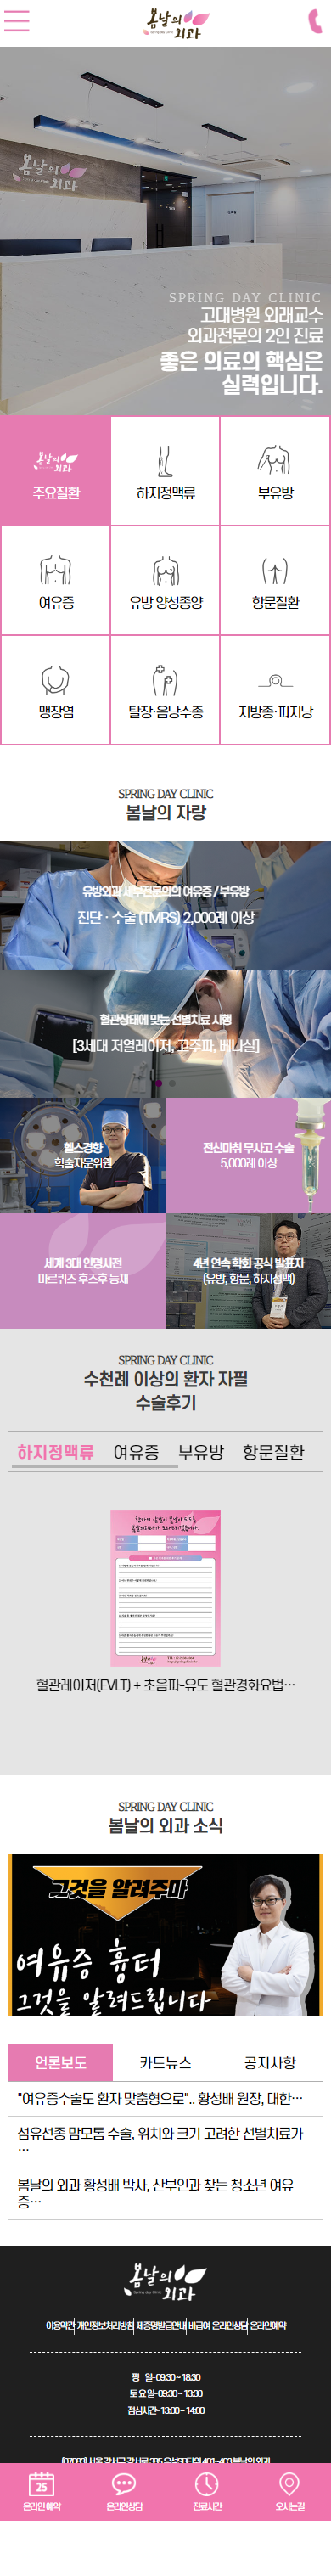 봄날의 외과
Spring day Clinic
봄날의 외과
SPRING DAY CLINIC
고대병원 외래교수
외과전문의 2인 진료
좋은 의료의 핵심은
실력입니다.
봄날의 외과
주요질환
하지정맥류
부유방
여유증
유방 양성종양
항문질환
맹장염
탈장·음낭수종
지방종·피지낭
SPRING DAY CLINIC
봄날의 자랑
유방외과 세부전문의의 여유증 / 부유방
진단 · 수술 (TMRS) 2,000례 이상
혈관상태에 맞는 선별치료 시행
[3세대 저열레이저, 고주파, 베나실]
헬스경향
학술자문위원
전신마취 무사고 수술
5,000례 이상
세계 3대 인명사전
마르퀴즈 후즈후 등재
4년 연속 학회 공식 발표자
(유방, 항문, 하지정맥)
SPRING DAY CLINIC
수천례 이상의 환자 자필
수술후기
하지정맥류
여유증
부유방
항문질환
혈관레이저(EVLT) + 초음파-유도 혈관경화요법…
SPRING DAY CLINIC
봄날의 외과 소식
그것을 알려주마
여유증 흉터
그것을 알려드립니다
언론보도
카드뉴스
공지사항
"여유증수술도 환자 맞춤형으로".. 황성배 원장, 대한…
섬유선종 맘모톰 수술, 위치와 크기 고려한 선별치료가
…
봄날의 외과 황성배 박사, 산부인과 찾는 청소년 여유
증…
봄날의 외과
Spring day Clinic
이용약관
개인정보처리방침
제증명발급안내
비급여
온라인상담
온라인예약
평 일 - 09:30 ~ 18:30
토 요 일 - 09:30 ~ 13:30
점심시간 - 13:00 ~ 14:00
25
온라인 예약
온라인상담
진료시간
오시는길